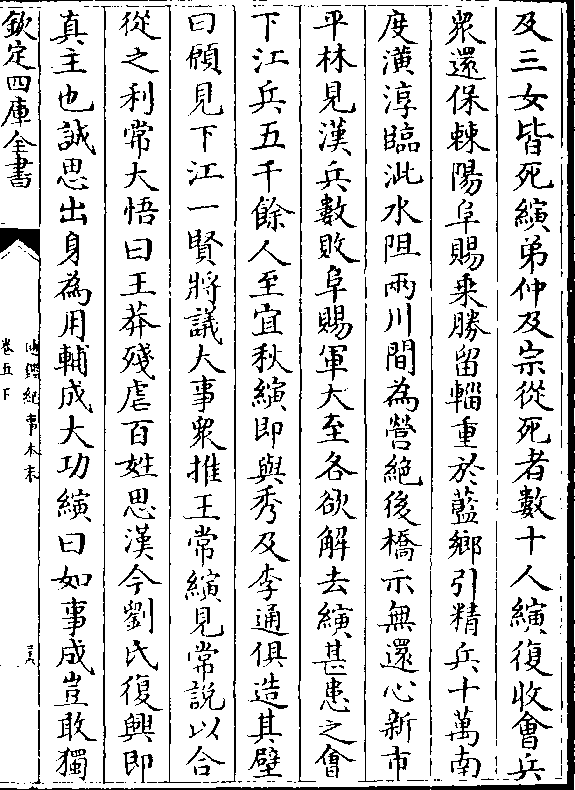 及三女皆死縯弟仲及宗從死者數十人縯復收會兵
衆還保棘陽阜賜乗勝留輜重於藍鄉引精兵十萬南
度潢淳臨沘水阻兩川間為營絶後橋示無還心新市
平林見漢兵數敗阜賜軍大至各欲解去縯甚患之會
下江兵五千餘人至宜秋縯即與秀及李通俱造其壁
曰願見下江一賢將議大事衆推王常縯見常説以合
從之利常大悟曰王莽殘虐百姓思漢今劉氏復興即
真主也誠思出身為用輔成大功縯曰如事成豈敢獨
欽定四庫全書
紀事本末
卷五下